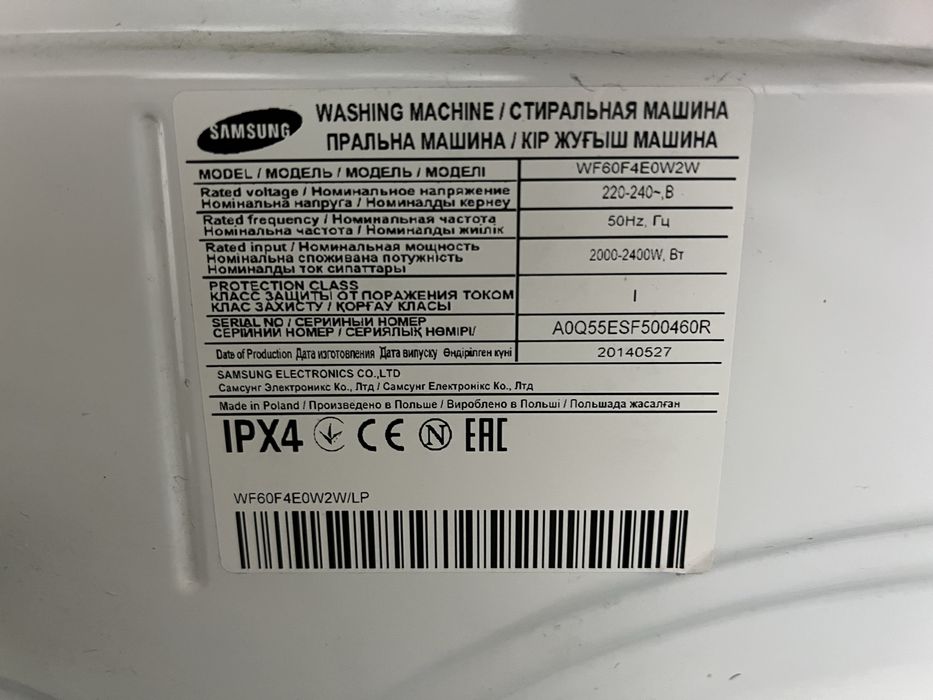 SAMSUNG
WASHING MACHINE / СТИРАЛЬНАЯ МАШИНА
ПРАЛЬНА МАШИНА / КІР ЖУҒЫШ МАШИНА
MODEL / МОДЕЛЬ / МОДЕЛЬ / МОДЕЛІ WF60F4E0W2W
Rated voltage / Номинальное напряжение
Номінальна напруга / Номиналды кернеу 220-240~,В
Rated frequency / Номинальная частота
Номінальна частота / Номиналды жиілік 50Hz, Гц
Rated input / Номинальная мощность
Номінальна споживана потужність 2000-2400W, Вт
Номиналды ток сипаттары
PROTECTION CLASS
КЛАСС ЗАЩИТЫ ОТ ПОРАЖЕНИЯ ТОКОМ I
КЛАС ЗАХИСТУ / ҚОРҒАУ КЛАСЫ
SERIAL NO / СЕРИЙНЫЙ НОМЕР
СЕРІЙНИЙ НОМЕР / СЕРИЯЛЫҚ НӨМІРІ/ A0Q55ESF500460R
Date of Production Дата изготовления Дата випуску Өндірілген күні 20140527
SAMSUNG ELECTRONICS CO.,LTD
Самсунг Электроникс Ко., Лтд / Самсунг Електронікс Ко., Лтд
Made in Poland / Произведено в Польше / Вироблено в Польші / Польшада жасалған
IPX4 CE N EAC
WF60F4E0W2W/LP